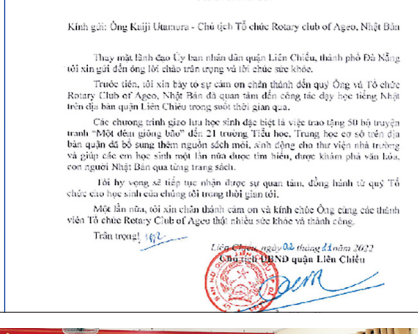 Kính gửi: Ông Kuiji Utamura - Chủ tịch Tổ chức Rotary club of Ageo, Nhật Bản
Thay mặt lãnh đạo Ủy ban nhân dân quận Liên Chiểu, thành phố Đà Nẵng
tôi xin gửi đến ông lời chào trân trọng và lời chúc sức khỏe.
Trước tiên, tôi xin bày tỏ sự cảm ơn chân thành đến quý Ông và Tổ chức
Rotary Club of Ageo, Nhật Bản đã quan tâm đến công tác dạy học tiếng Nhật
trên địa bàn quận Liên Chiểu trong suốt thời gian qua.
Các chương trình giao lưu học sinh đặc biệt là việc trao tặng 50 bộ truyện
tranh "Một đêm giông bão" đến 21 trường Tiểu học, Trung học cơ sở trên địa
bàn quận đã bổ sung thêm nguồn sách mới, sinh động cho thư viện nhà trường
và giúp các em học sinh một lần nữa được tìm hiểu, được khám phá văn hóa,
con người Nhật Bản qua từng trang sách.
Tôi hy vọng sẽ tiếp tục nhận được sự quan tâm, đồng hành từ quý Tổ
chức cho học sinh của chúng tôi trong thời gian tới.
Một lần nữa, tôi xin chân thành cảm ơn và kính chúc Ông cùng các thành
viên Tổ chức Rotary Club of Ageo thật nhiều sức khỏe và thành công.
Trân trọng!
Liên Chiểu, ngày 02 tháng 11 năm 2022
Chủ tịch UBND quận Liên Chiểu